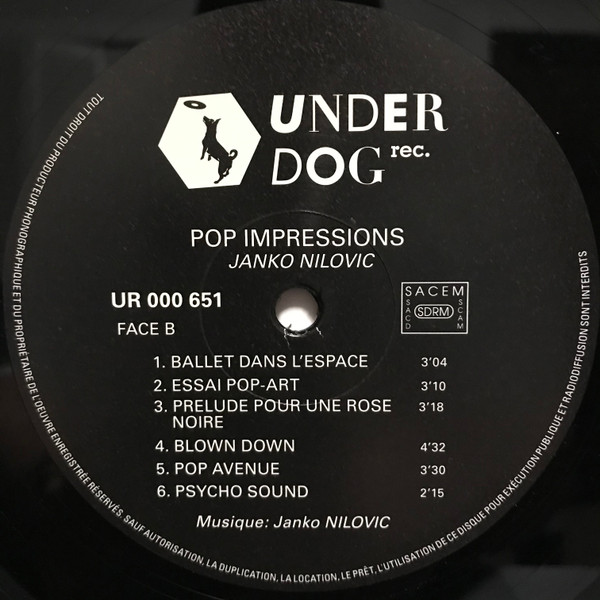 UNDER
DOG rec.
POP IMPRESSIONS
JANKO NILOVIC
UR 000 651
FACE B
SACEM
SACD
SDRM
SCAM
1. BALLET DANS L'ESPACE 3'04
2. ESSAI POP-ART 3'10
3. PRELUDE POUR UNE ROSE 3'18
NOIRE
4. BLOWN DOWN 4'32
5. POP AVENUE 3'30
6. PSYCHO SOUND 2'15
Musique: Janko NILOVIC
TOUT DROIT DU PRODUCTEUR PHONOGRAPHIQUE ET DU PROPRIÉTAIRE DE L'OEUVRE ENREGISTRÉE RÉSERVÉS. SAUF AUTORISATION, LA DUPLICATION, LA LOCATION, LE PRÊT, L'UTILISATION DE CE DISQUE POUR EXÉCUTION PUBLIQUE ET RADIODIFFUSION SONT INTERDITS